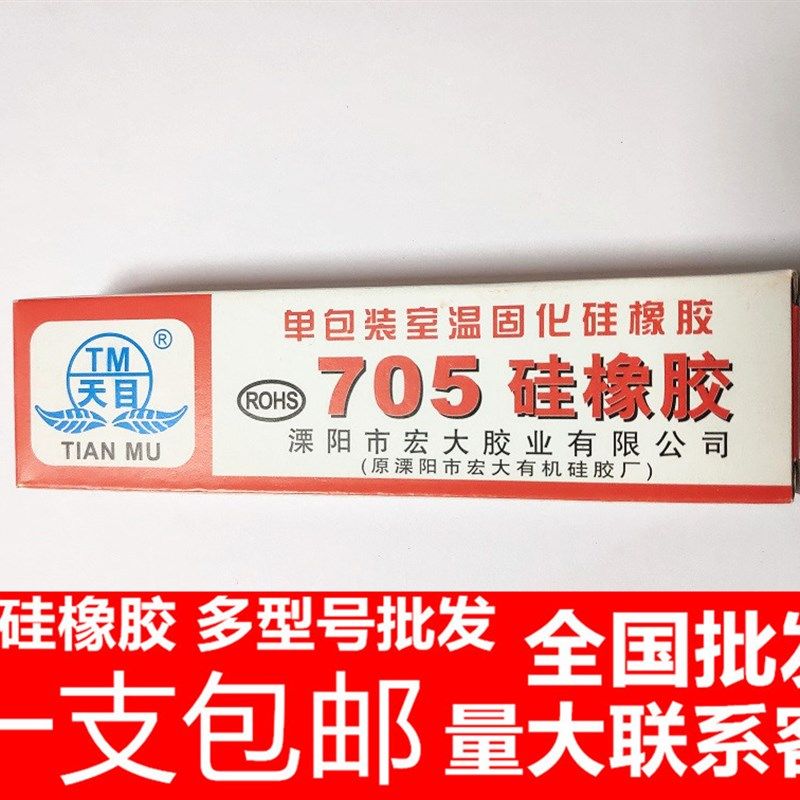 TM
天目
®
TIAN MU
单包装室温固化硅橡胶
ROHS
705 硅橡胶
溧阳市宏大胶业有限公司
(原溧阳市宏大有机硅胶厂)
硅橡胶 多型号批发
一支包邮
全国批发
量大联系客